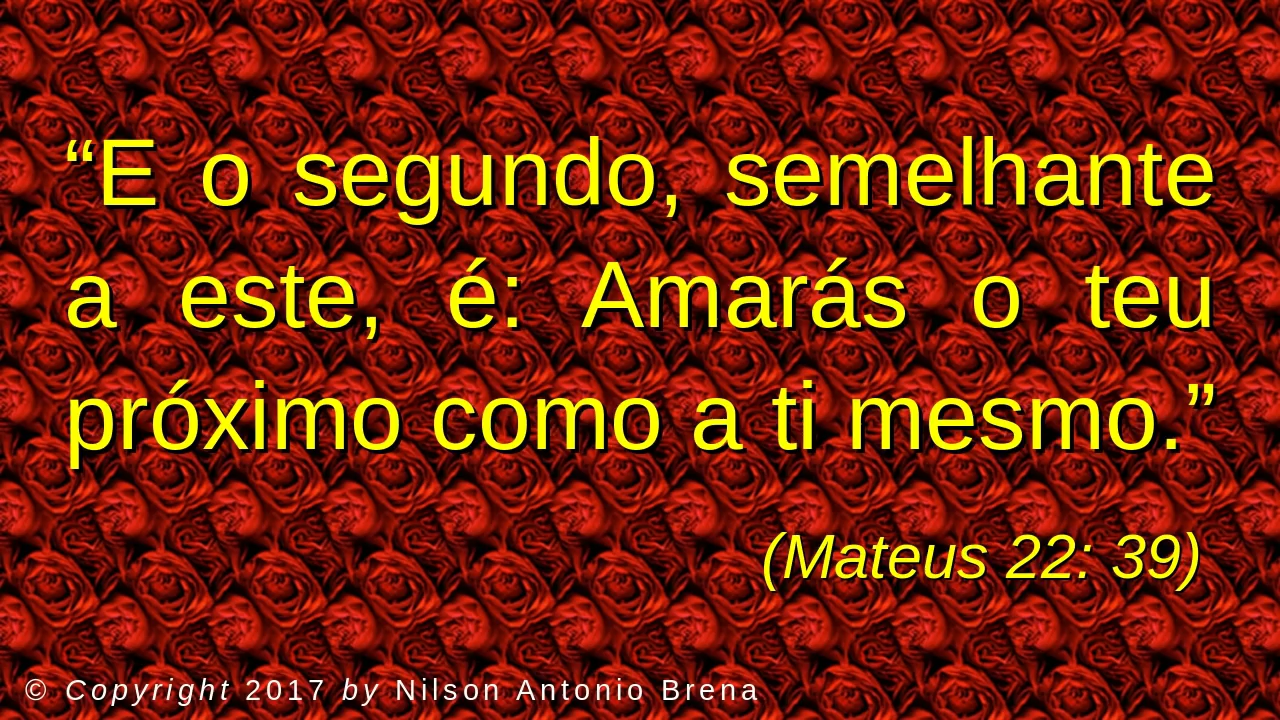 “E o segundo, semelhante
a este, é: Amarás o teu
próximo como a ti mesmo.”
(Mateus 22: 39)
© Copyright 2017 by Nilson Antonio Brena